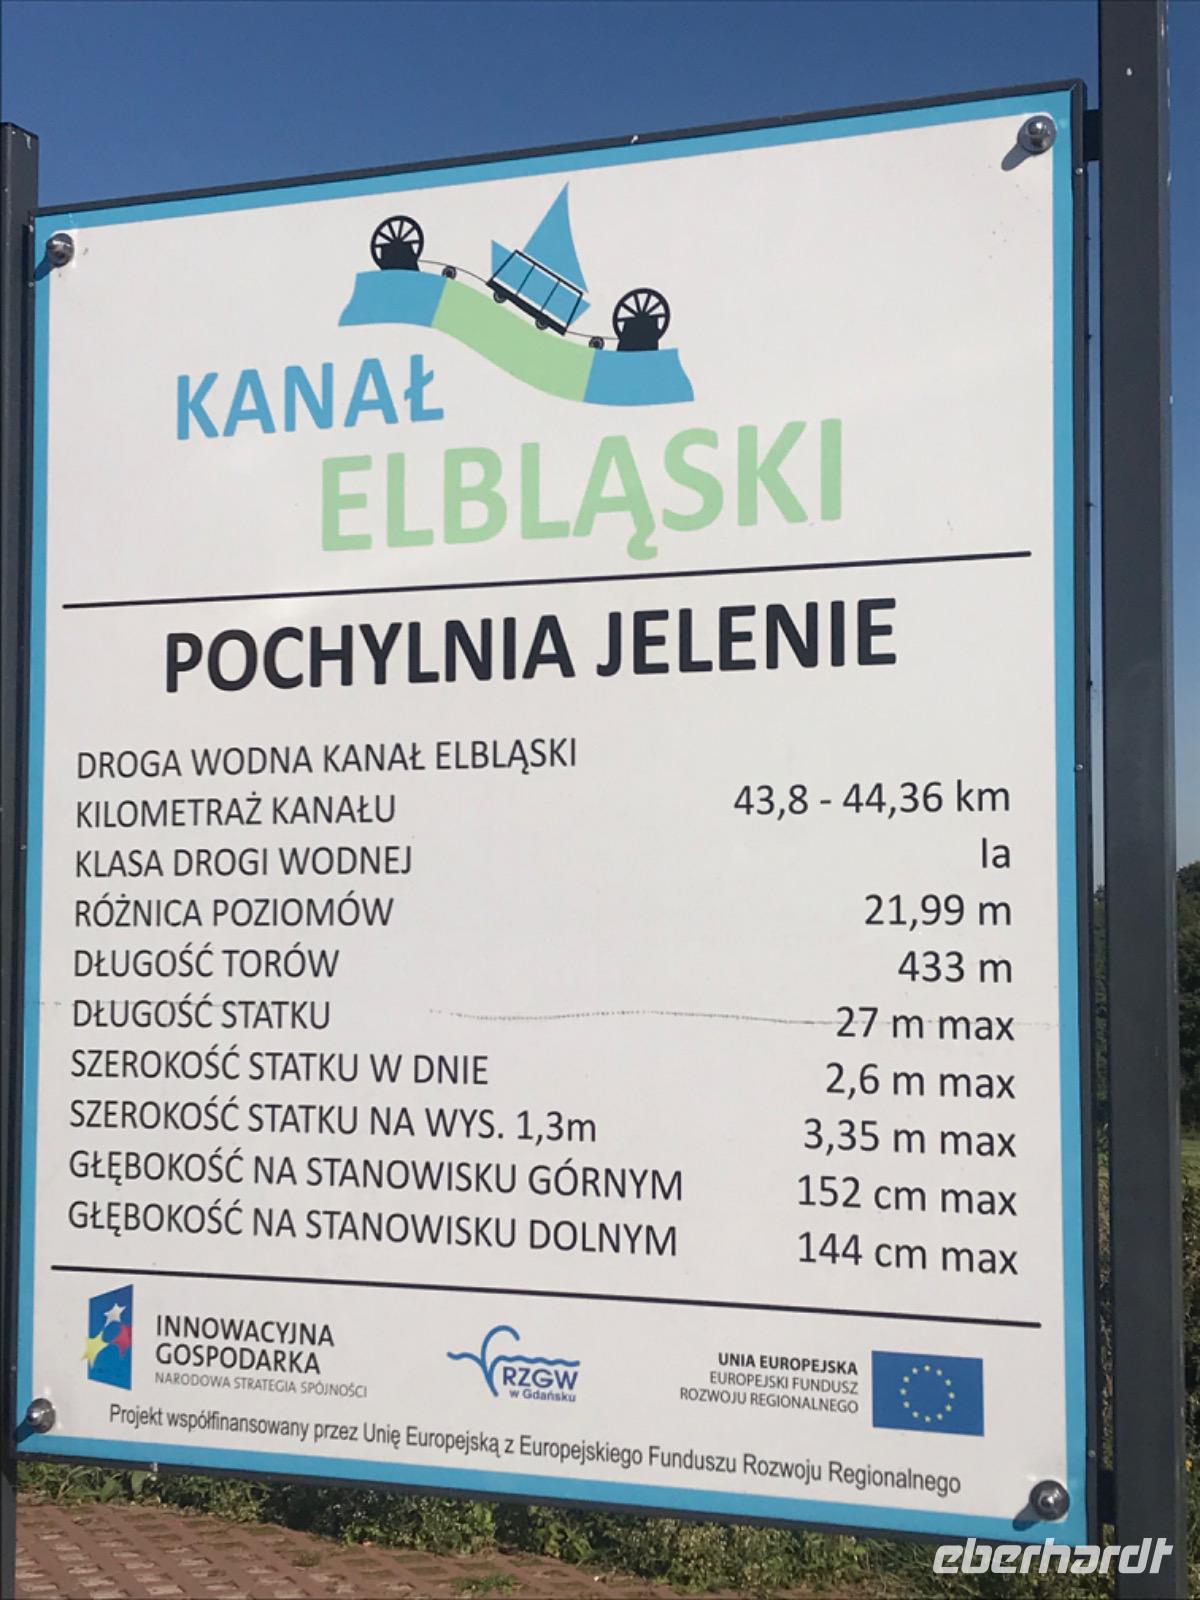 KANAŁ
ELBLĄSKI
POCHYLNIA JELENIE
DROGA WODNA KANAŁ ELBLĄSKI
KILOMETRAŻ KANAŁU 43,8 - 44,36 km
KLASA DROGI WODNEJ Ia
RÓŻNICA POZIOMÓW 21,99 m
DŁUGOŚĆ TORÓW 433 m
DŁUGOŚĆ STATKU 27 m max
SZEROKOŚĆ STATKU W DNIE 2,6 m max
SZEROKOŚĆ STATKU NA WYS. 1,3m 3,35 m max
GŁĘBOKOŚĆ NA STANOWISKU GÓRNYM 152 cm max
GŁĘBOKOŚĆ NA STANOWISKU DOLNYM 144 cm max
INNOWACYJNA
GOSPODARKA
NARODOWA STRATEGIA SPÓJNOŚCI
RZGW
w Gdańsku
UNIA EUROPEJSKA
EUROPEJSKI FUNDUSZ
ROZWOJU REGIONALNEGO
Projekt współfinansowany przez Unię Europejską z Europejskiego Funduszu Rozwoju Regionalnego
eberhardt